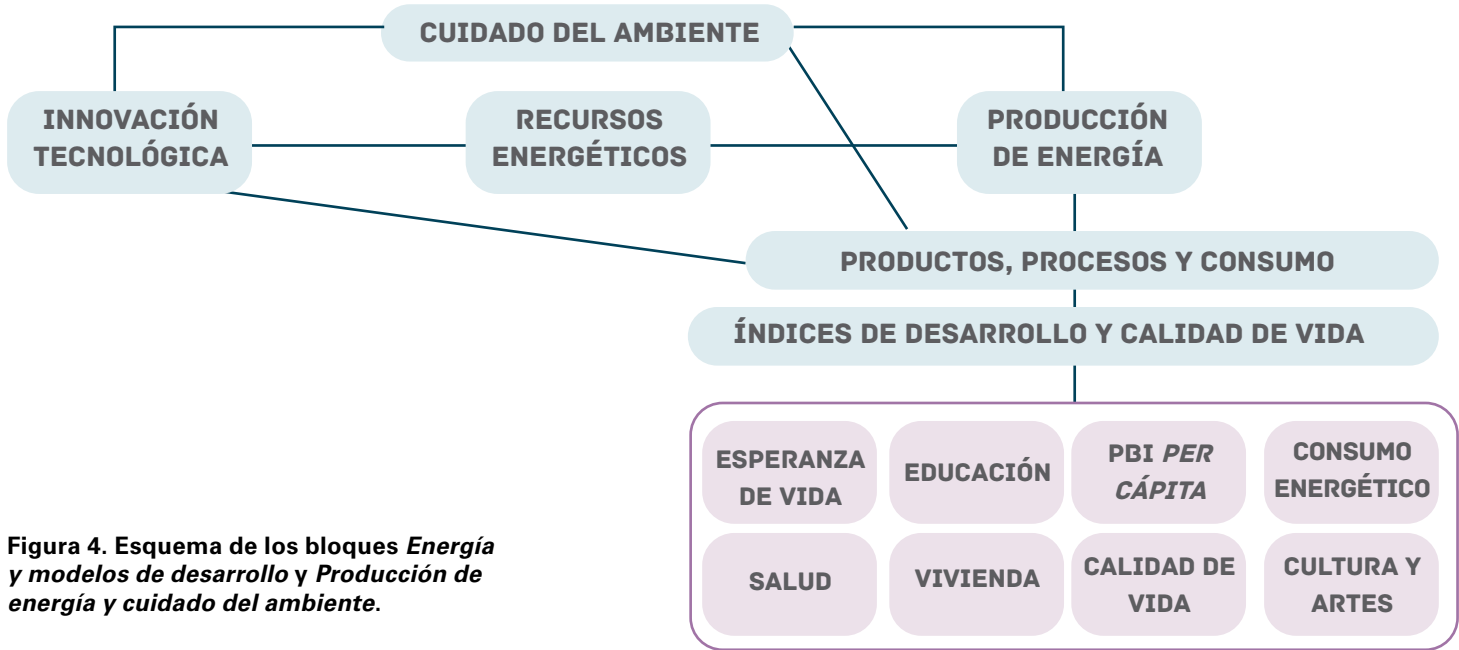 CUIDADO DEL AMBIENTE
INNOVACIÓN
TECNOLÓGICA
RECURSOS
ENERGÉTICOS
PRODUCCIÓN
DE ENERGÍA
PRODUCTOS, PROCESOS Y CONSUMO
ÍNDICES DE DESARROLLO Y CALIDAD DE VIDA
ESPERANZA
DE VIDA
EDUCACIÓN
PBI PER
CÁPITA
CONSUMO
ENERGÉTICO
SALUD
VIVIENDA
CALIDAD DE
VIDA
CULTURA Y
ARTES
Figura 4. Esquema de los bloques Energía
y modelos de desarrollo y Producción de
energía y cuidado del ambiente.